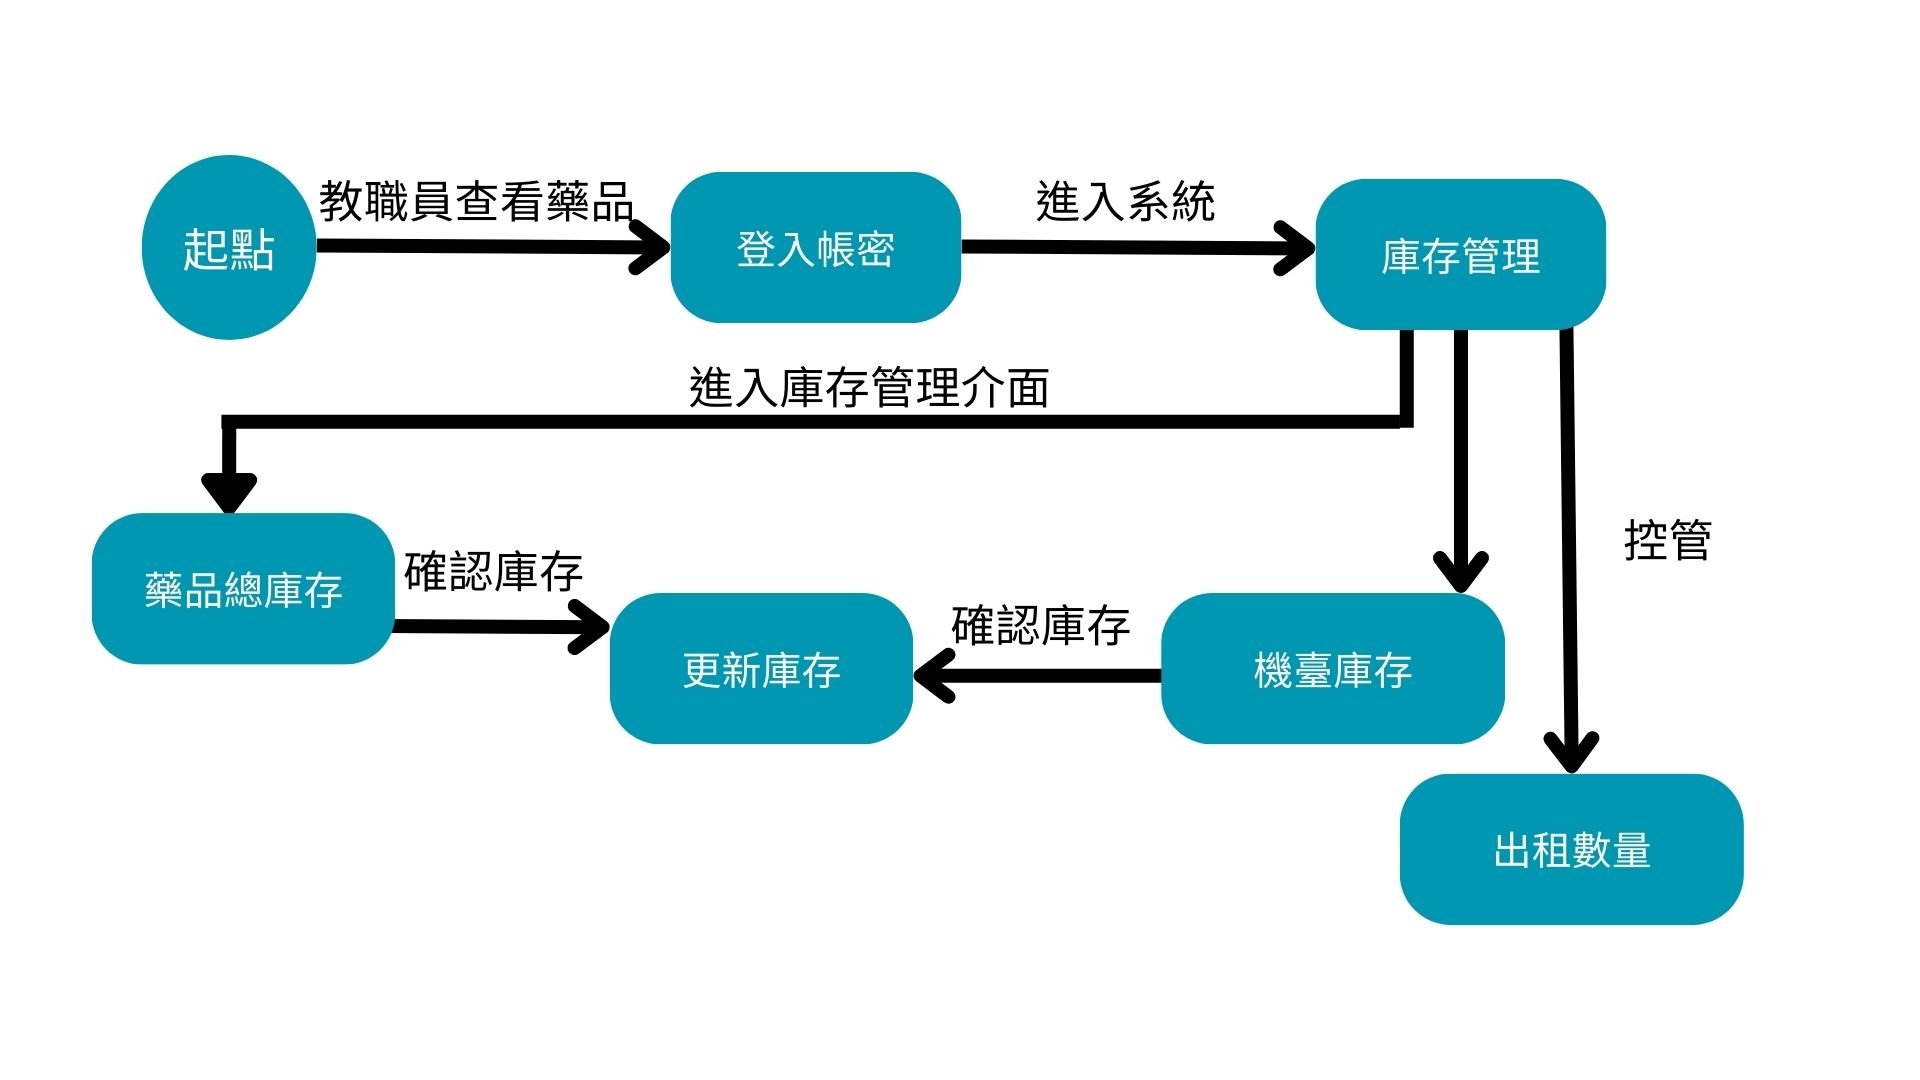 起點
教職員查看藥品
登入帳密
進入系統
庫存管理
進入庫存管理介面
控管
藥品總庫存
確認庫存
更新庫存
確認庫存
機臺庫存
出租數量